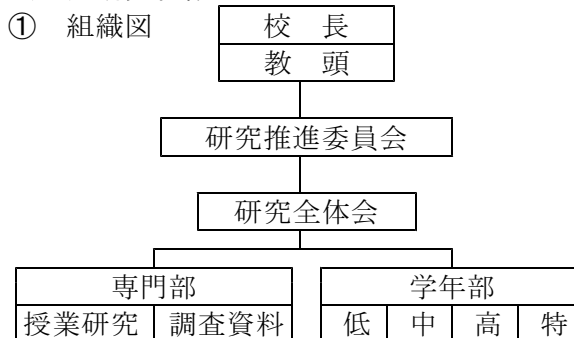 ① 組織図
校 長
教 頭
研究推進委員会
研究全体会
専門部 学年部
授業研究 調査資料 低 中 高 特